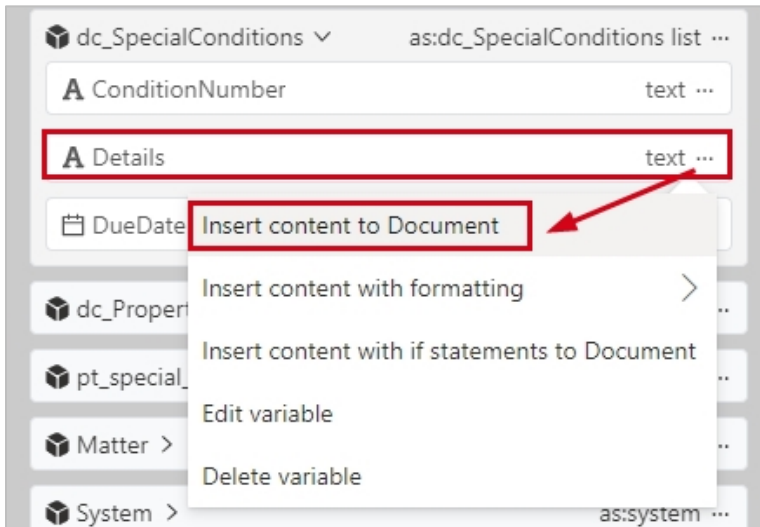 dc_SpecialConditions as:dc_SpecialConditions list ...
A ConditionNumber text ...
A Details text ...
DueDate
Insert content to Document
dc_Propert
Insert content with formatting
pt_special_
Insert content with if statements to Document
Matter >
Edit variable
Delete variable
System > as:system ...